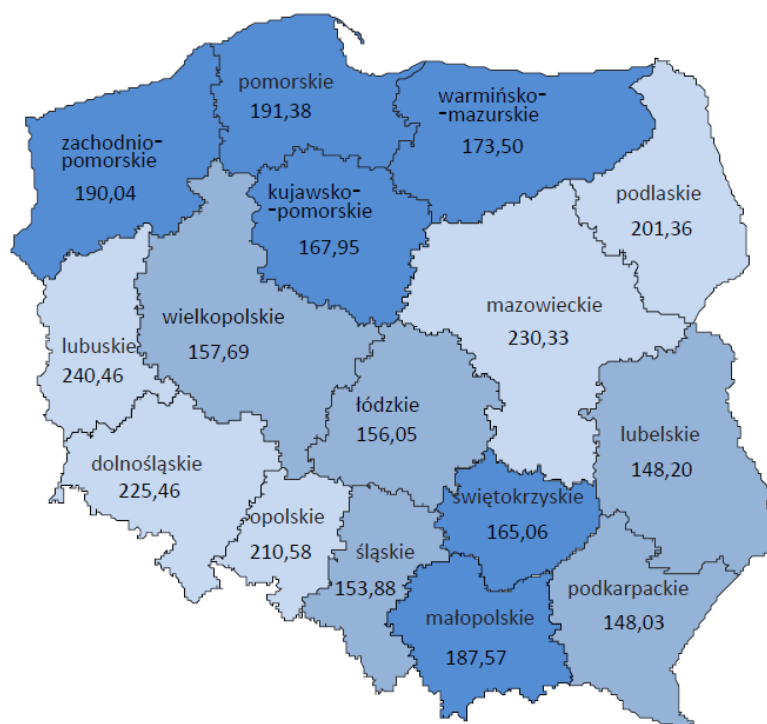 pomorskie
191,38
warmińsko-
-mazurskie
173,50
zachodnio-
pomorskie
190,04
podlaskie
201,36
kujawsko-
-pomorskie
167,95
mazowieckie
230,33
wielkopolskie
157,69
lubuskie
240,46
łódzkie
156,05
lubelskie
148,20
dolnośląskie
225,46
opolskie
210,58
świętokrzyskie
165,06
śląskie
153,88
podkarpackie
148,03
małopolskie
187,57